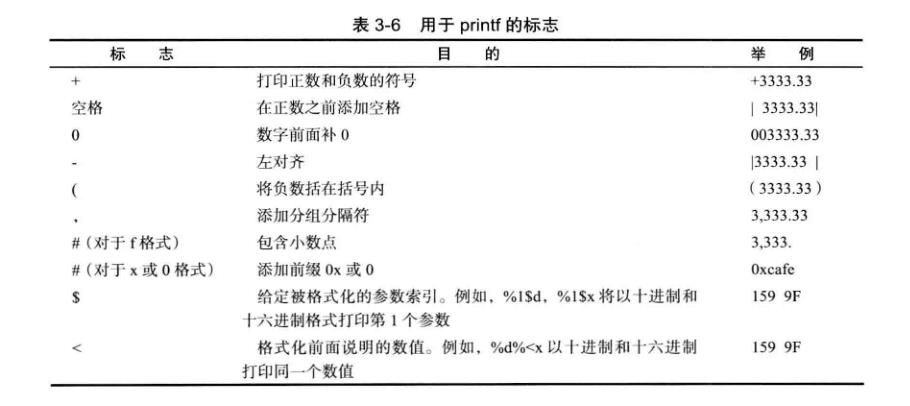 表 3-6 用于 printf 的标志
标 志 目 的 举 例
+ 打印正数和负数的符号 +3333.33
空格 在正数之前添加空格 | 3333.33|
0 数字前面补 0 003333.33
- 左对齐 |3333.33 |
( 将负数括在括号内 (3333.33)
, 添加分组分隔符 3,333.33
#(对于 f 格式) 包含小数点 3,333.
#(对于 x 或 0 格式) 添加前缀 0x 或 0 0xcafe
$ 给定被格式化的参数索引。例如,%1$d,%1$x 将以十进制和 159 9F
十六进制格式打印第 1 个参数
< 格式化前面说明的数值。例如,%d%<x 以十进制和十六进制 159 9F
打印同一个数值